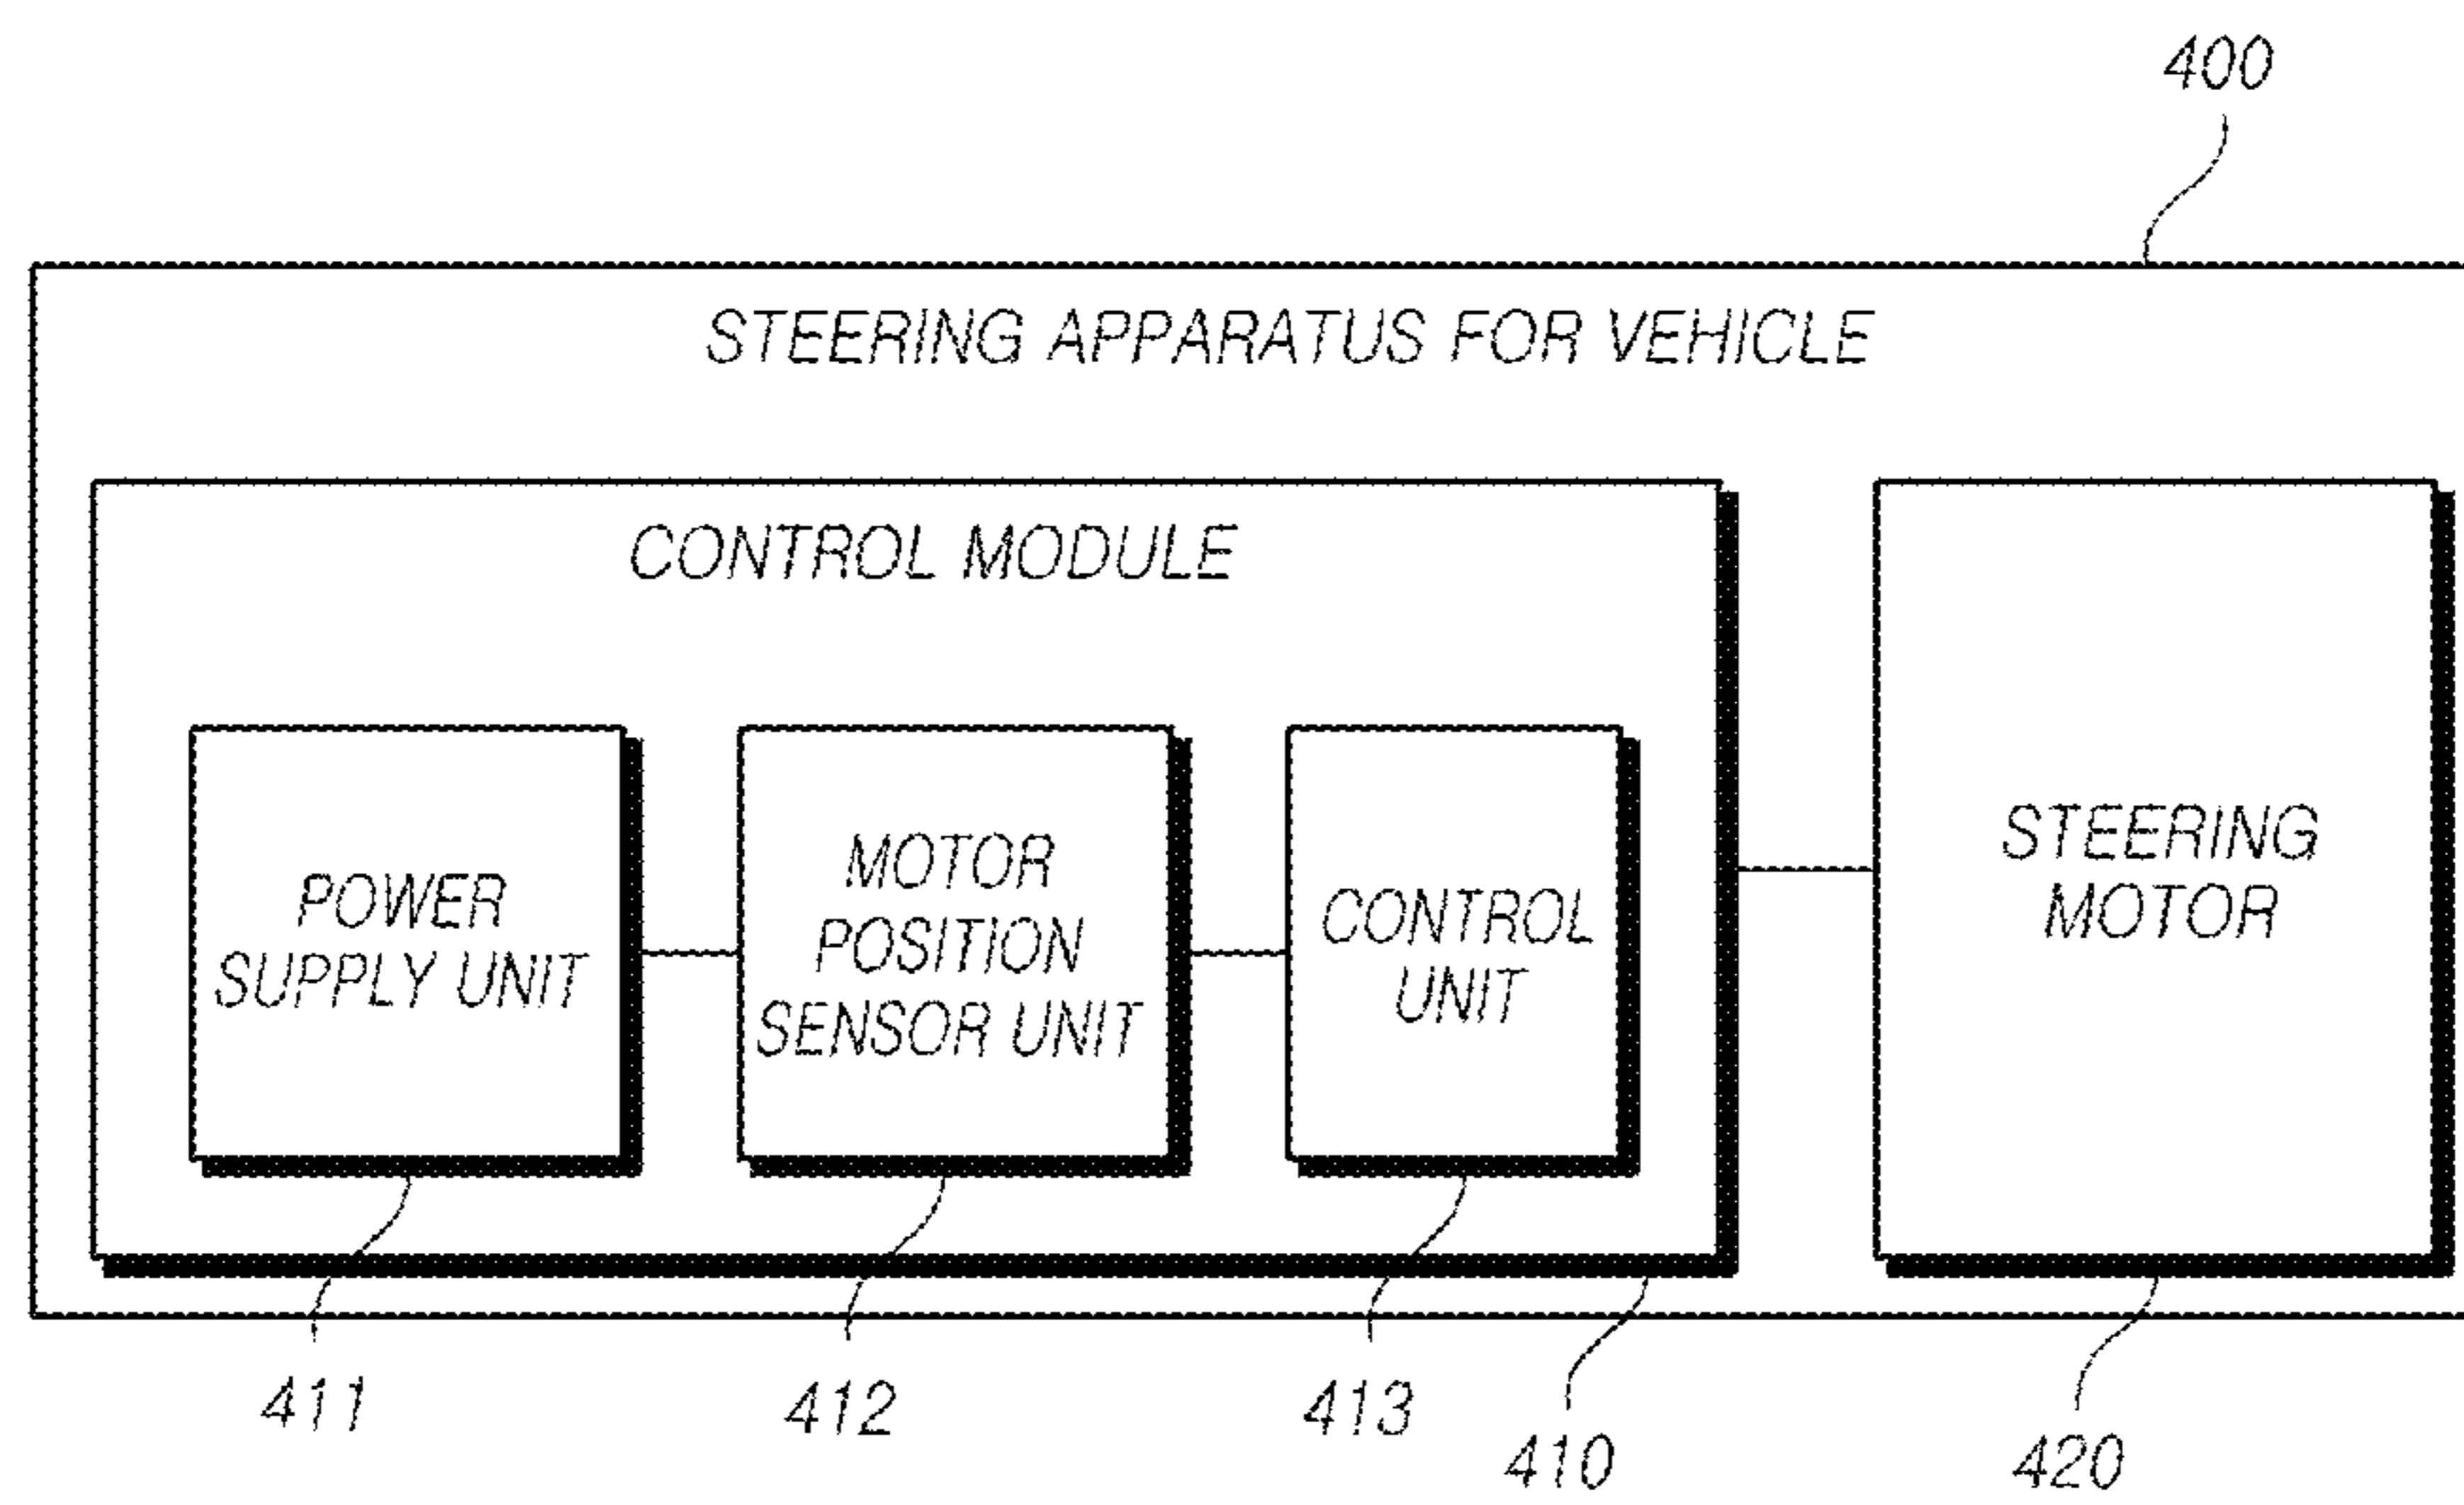 400
STEERING APPARATUS FOR VEHICLE
CONTROL MODULE
POWER
SUPPLY UNIT
MOTOR
POSITION
SENSOR UNIT
CONTROL
UNIT
STEERING
MOTOR
411
412
413
410
420